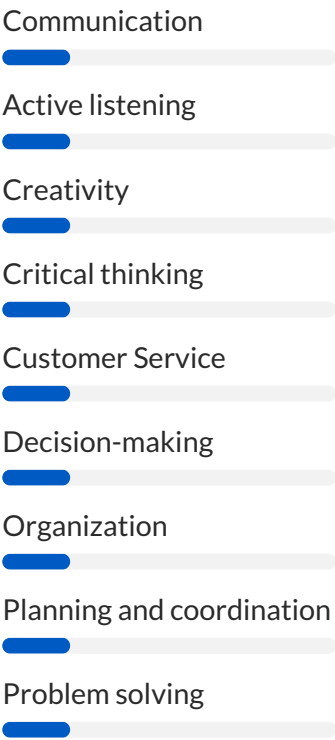 Communication
Active listening
Creativity
Critical thinking
Customer Service
Decision-making
Organization
Planning and coordination
Problem solving